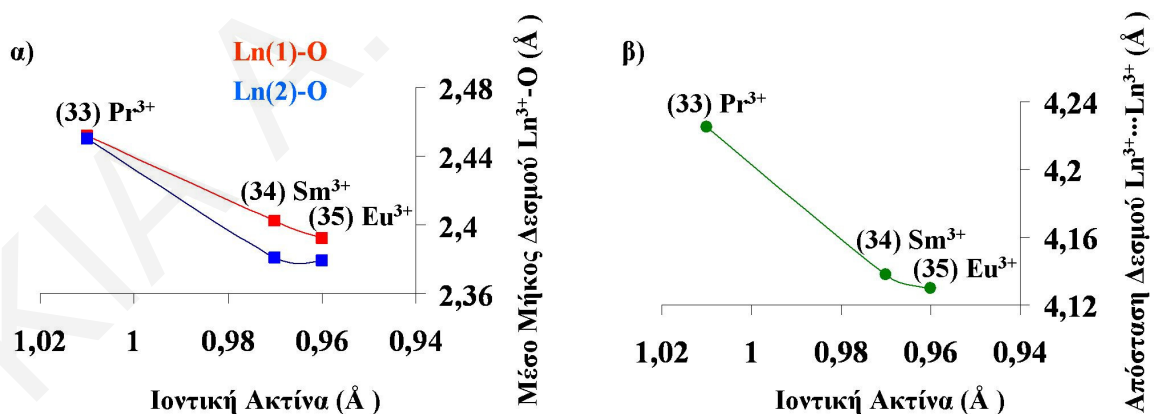 α)
Ln(1)-O
Ln(2)-O
(33) Pr³⁺
(34) Sm³⁺
(35) Eu³⁺
2,48
2,44
2,4
2,36
Μέσο Μήκος Δεσμού Ln³⁺-O (Å)
1,02 1 0,98 0,96 0,94
Ιοντική Ακτίνα (Å )
β)
(33) Pr³⁺
(34) Sm³⁺
(35) Eu³⁺
4,24
4,2
4,16
4,12
Απόσταση Δεσμού Ln³⁺...Ln³⁺ (Å)
1,02 1 0,98 0,96 0,94
Ιοντική Ακτίνα (Å )
ΚΙΑ Α.